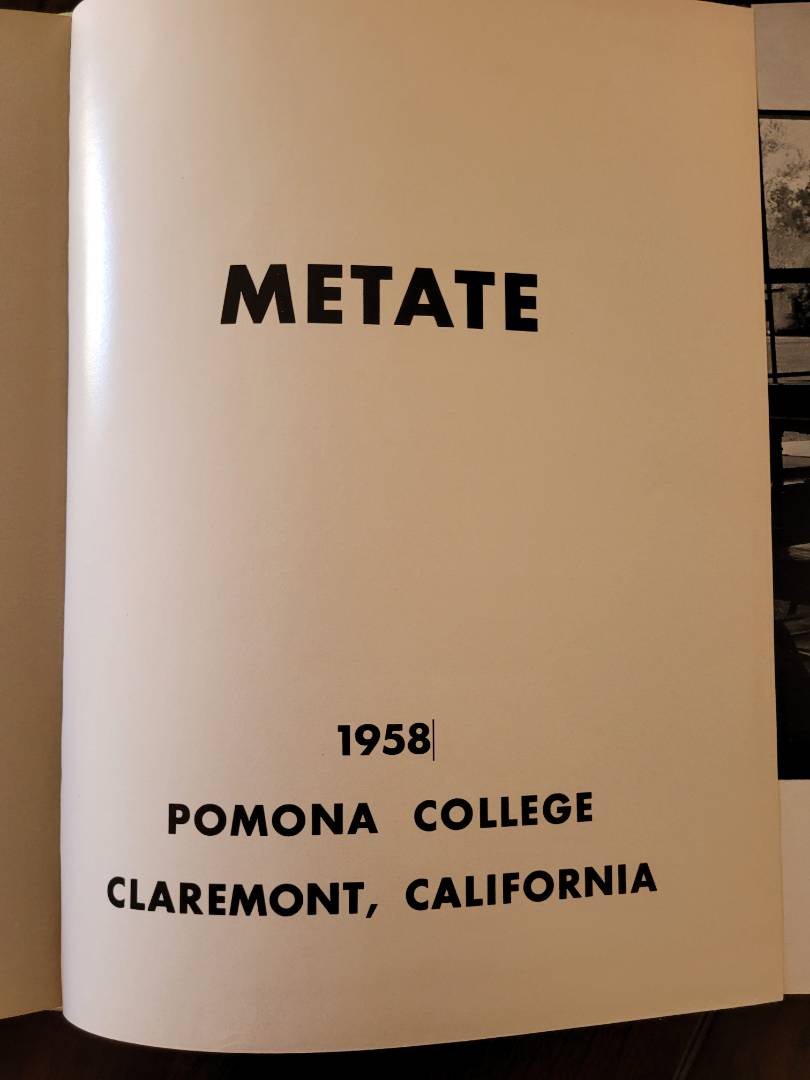 METATE
1958
POMONA COLLEGE
CLAREMONT, CALIFORNIA